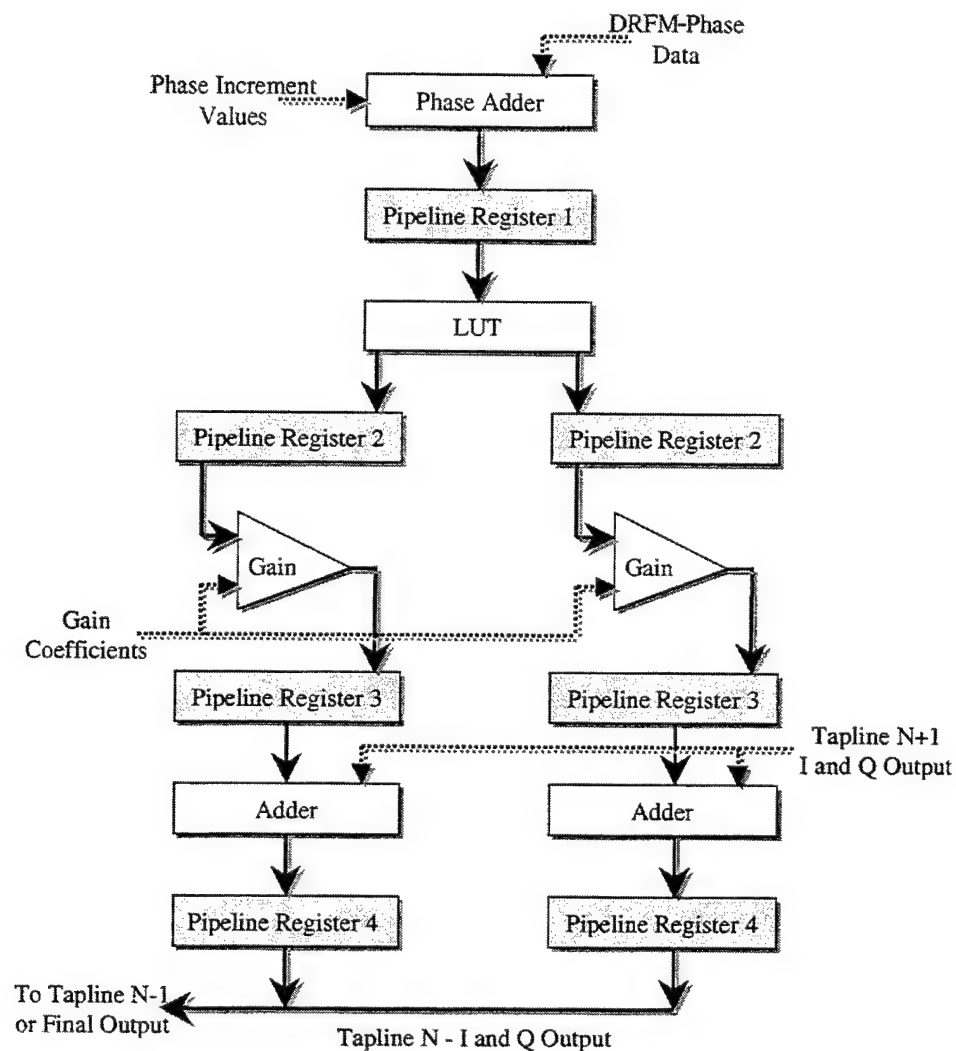 DRFM-Phase
Data
Phase Increment
Values
Phase Adder
Pipeline Register 1
LUT
Pipeline Register 2
Pipeline Register 2
Gain
Gain
Gain
Coefficients
Pipeline Register 3
Pipeline Register 3
Tapline N+1
I and Q Output
Adder
Adder
Pipeline Register 4
Pipeline Register 4
To Tapline N-1
or Final Output
Tapline N - I and Q Output